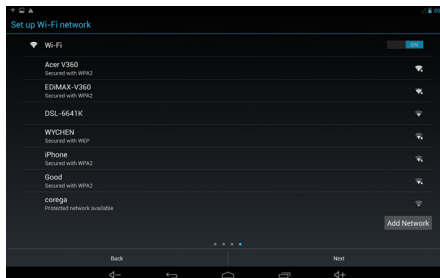 Set up Wi-Fi network
Wi-Fi
ON
Acer V360
Secured with WPA2
EDiMAX-V360
Secured with WPA2
DSL-6641K
WYCHEN
Secured with WEP
iPhone
Secured with WPA2
Good
Secured with WPA2
corega
Protected network available
Add Network
Back
Next